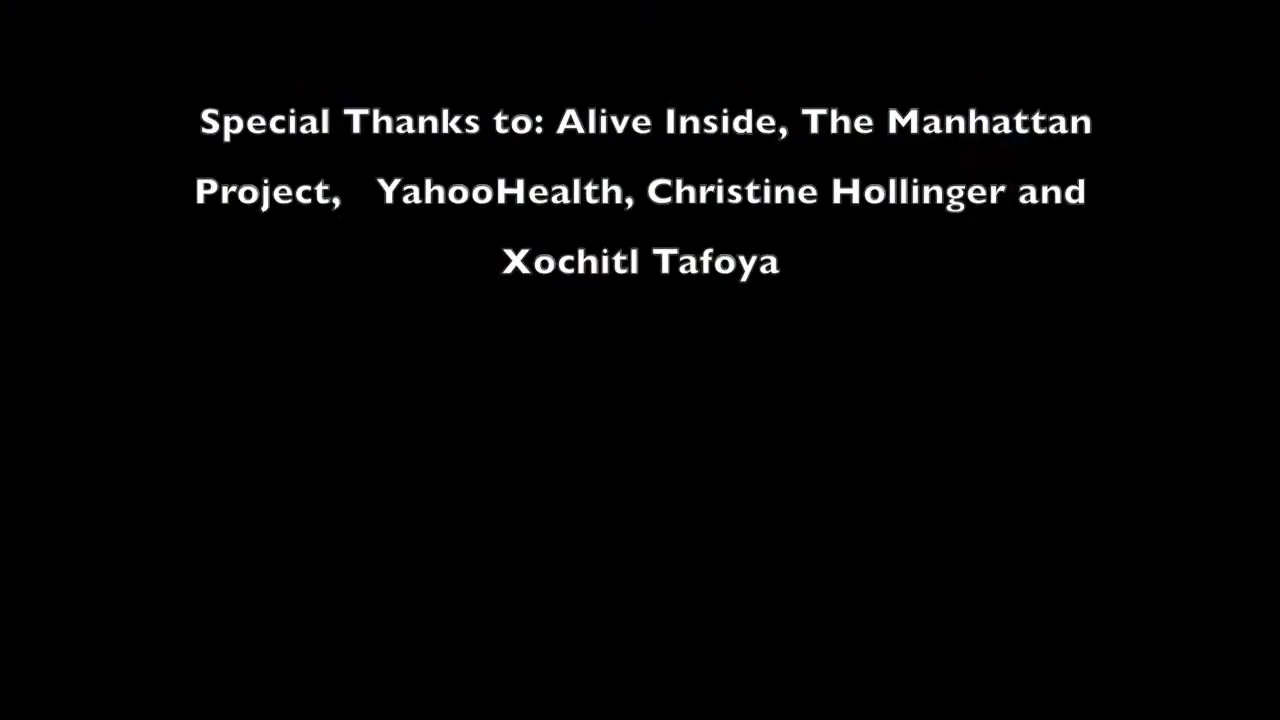 Special Thanks to: Alive Inside, The Manhattan
Project, YahooHealth, Christine Hollinger and
Xochitl Tafoya